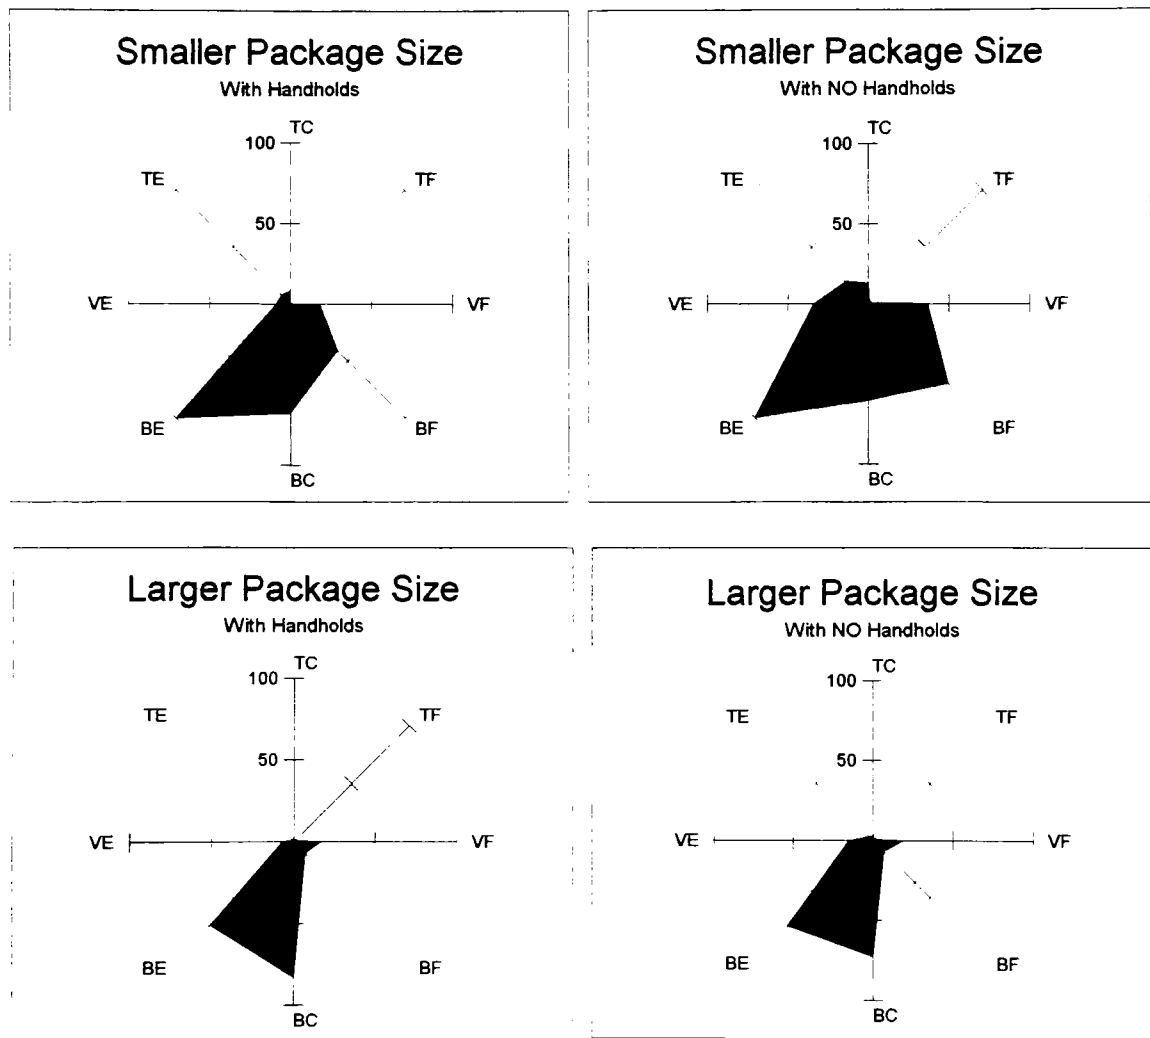 Smaller Package Size
With Handholds
TC
100
TE
TF
50
VE
VF
BE
BF
BC
Smaller Package Size
With NO Handholds
TC
100
TE
TF
50
VE
VF
BE
BF
BC
Larger Package Size
With Handholds
TC
100
TE
TF
50
VE
VF
BE
BF
BC
Larger Package Size
With NO Handholds
TC
100
TE
TF
50
VE
VF
BE
BF
BC